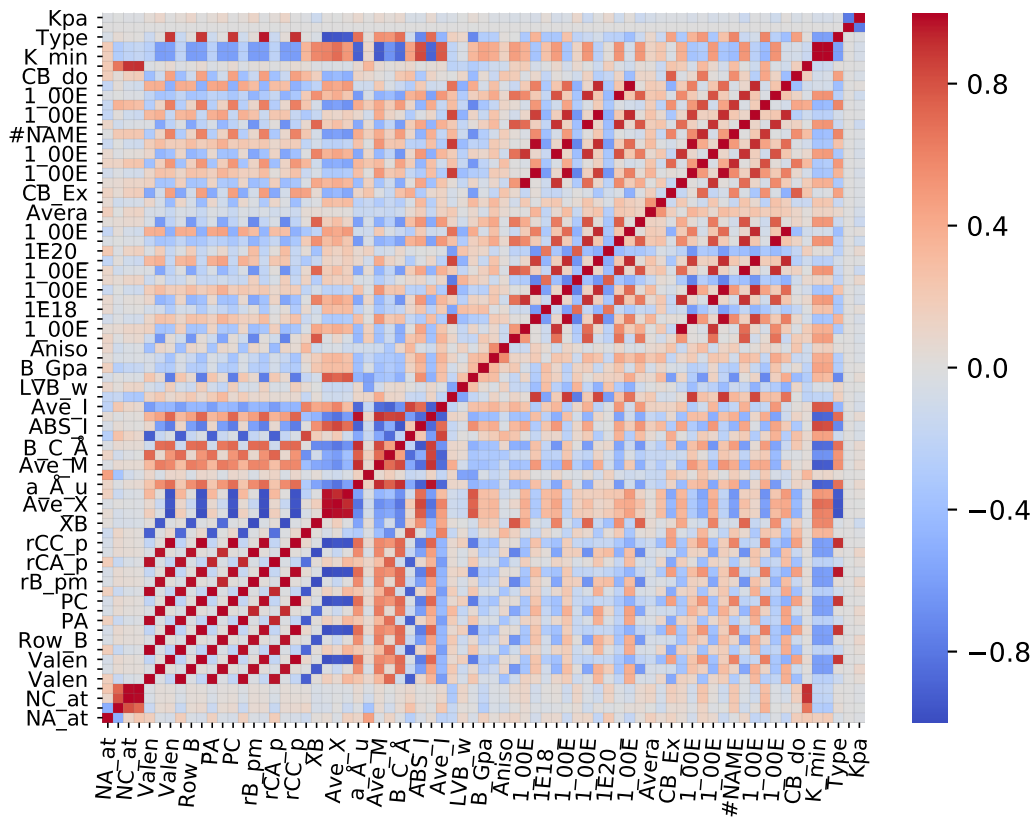 Kpa
Type
K_min
CB_do
1_00E
1_00E
#NAME
1_00E
1_00E
CB_Ex
Avera
1_00E
1E20_
1_00E
1_00E
1E18_
1_00E
Aniso
B_Gpa
LVB_w
Ave_I
ABS_I
B_C_Å
Ave_M
a_Å_u
Ave_X
XB
rCC_p
rCA_p
rB_pm
PC
PA
Row_B
Valen
Valen
NC_at
NA_at
NA_at
NC_at
Valen
Valen
Row_B
PA
PC
rB_pm
rCA_p
rCC_p
XB
Ave_X
a_Å_u
Ave_M
B_C_Å
ABS_I
Ave_I
LVB_w
B_Gpa
Aniso
1_00E
1E18_
1_00E
1_00E
1E20_
1_00E
Avera
CB_Ex
1_00E
1_00E
#NAME
1_00E
1_00E
CB_do
K_min
Type
Kpa
0.8
0.4
0.0
−0.4
−0.8